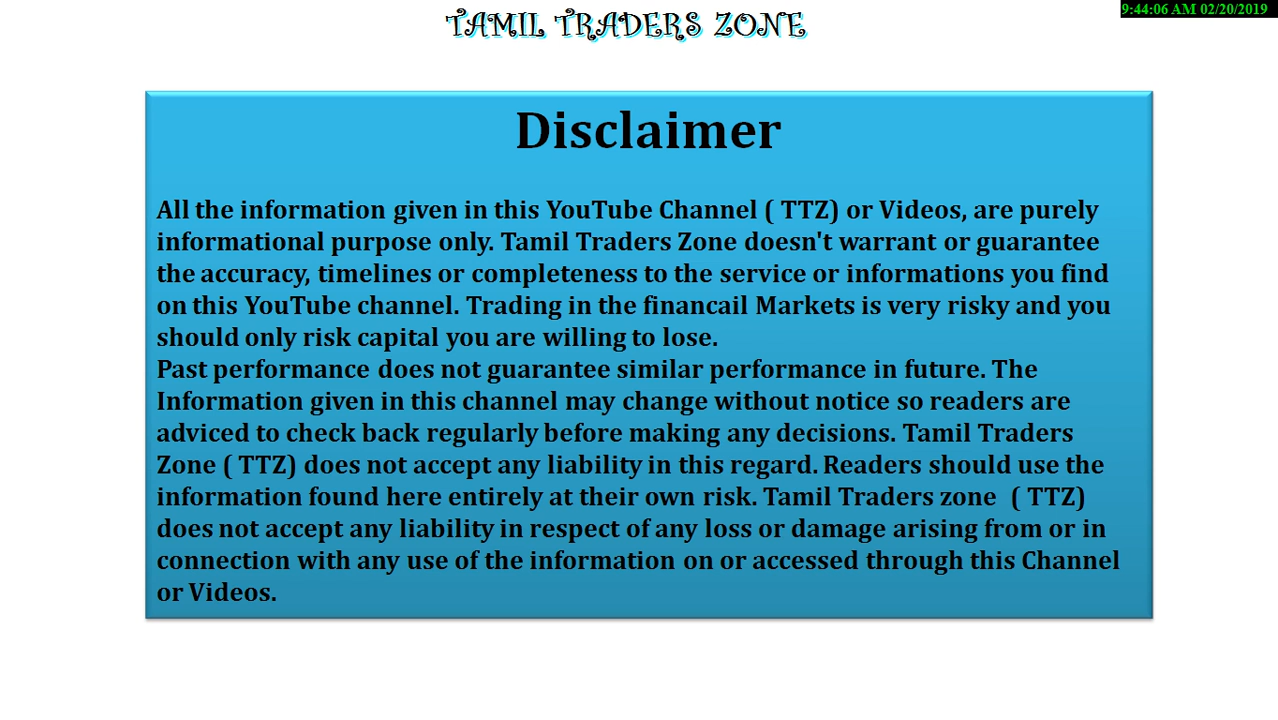 TAMIL TRADERS ZONE
9:44:06 AM 02/20/2019
Disclaimer
All the information given in this YouTube Channel ( TTZ) or Videos, are purely
informational purpose only. Tamil Traders Zone doesn't warrant or guarantee
the accuracy, timelines or completeness to the service or informations you find
on this YouTube channel. Trading in the financail Markets is very risky and you
should only risk capital you are willing to lose.
Past performance does not guarantee similar performance in future. The
Information given in this channel may change without notice so readers are
adviced to check back regularly before making any decisions. Tamil Traders
Zone ( TTZ) does not accept any liability in this regard. Readers should use the
information found here entirely at their own risk. Tamil Traders zone  ( TTZ)
does not accept any liability in respect of any loss or damage arising from or in
connection with any use of the information on or accessed through this Channel
or Videos.